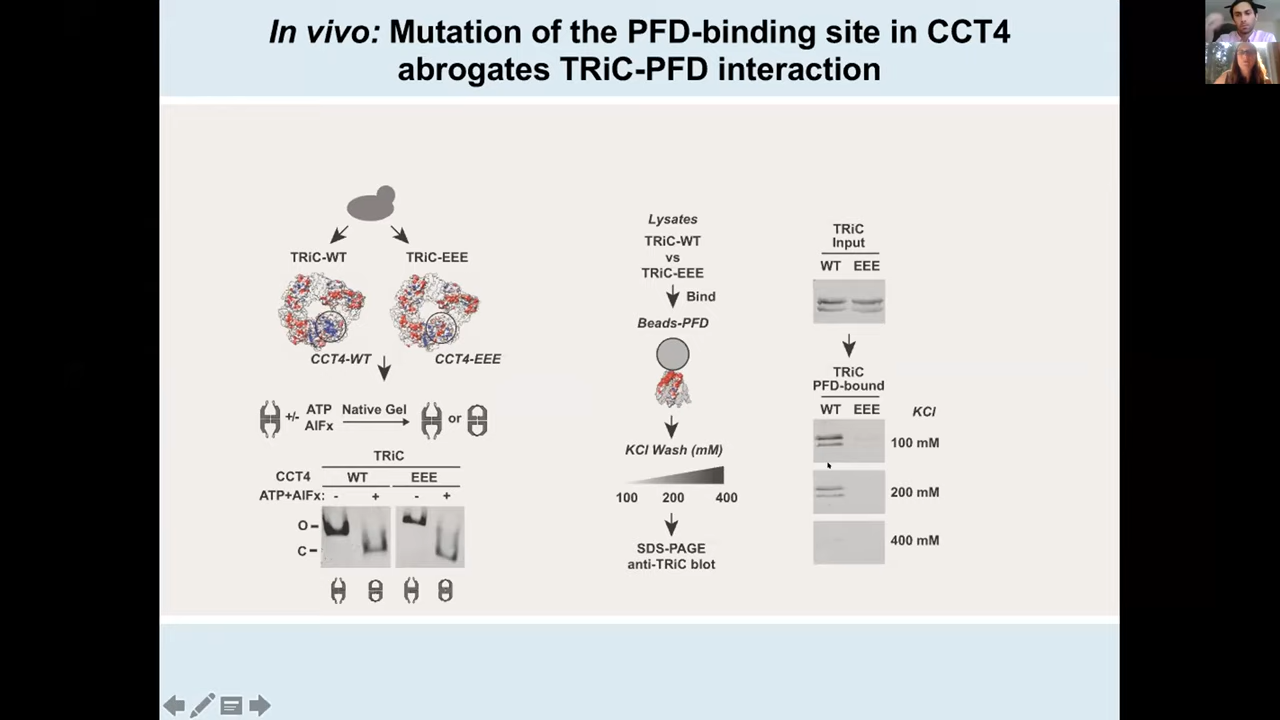 In vivo: Mutation of the PFD-binding site in CCT4
abrogates TRiC-PFD interaction
TRiC-WT TRiC-EEE
CCT4-WT CCT4-EEE
+/- ATP
AlFx
Native Gel
or
TRiC
CCT4 WT EEE
ATP+AlFx: - + - +
O
C
Lysates
TRiC-WT
vs
TRiC-EEE
Bind
Beads-PFD
KCl Wash (mM)
100 200 400
SDS-PAGE
anti-TRiC blot
TRiC
Input
WT EEE
TRiC
PFD-bound
WT EEE KCl
100 mM
200 mM
400 mM